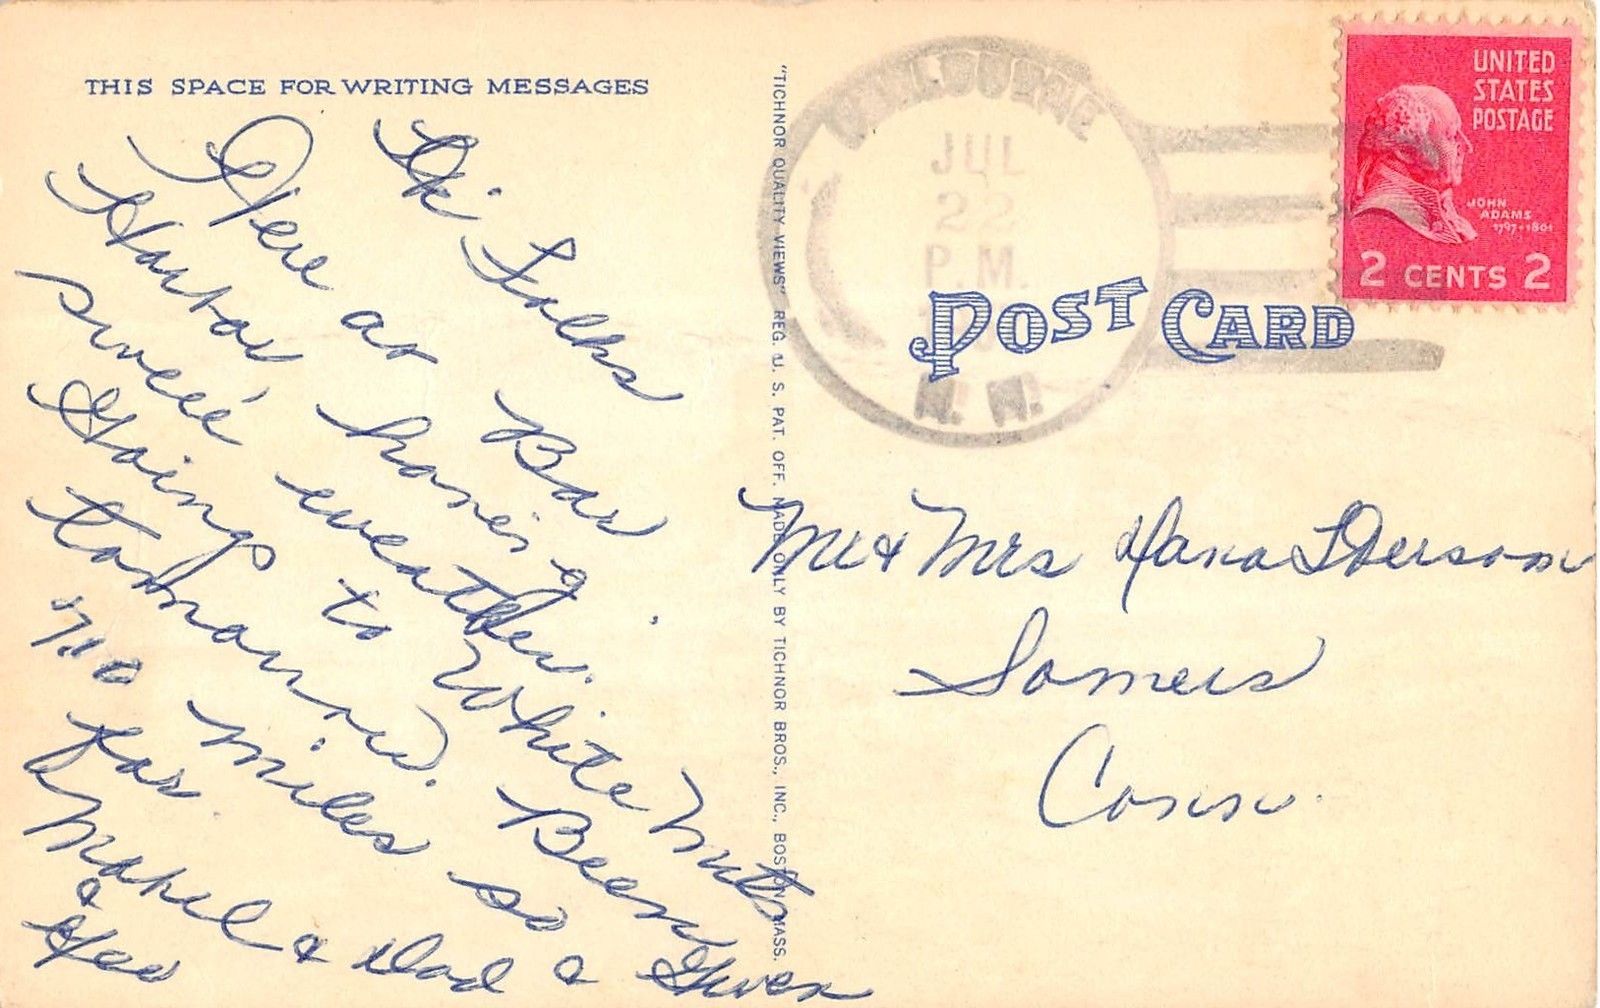 THIS SPACE FOR WRITING MESSAGES
Hi Folks
Here at Bar
Harbor having
swell weather.
Going to White Mts
tomorrow. Been
710 miles so
far.
Mabel & Dad & Gwen
& Geo
"TICHNOR QUALITY VIEWS" REG. U. S. PAT. OFF. MADE ONLY BY TICHNOR BROS., INC., BOSTON, MASS.
JUL
22
P.M.
UNITED
STATES
POSTAGE
JOHN
ADAMS
1797-1801
2 CENTS 2
POST CARD
Mr & Mrs Dana
Somers
Conn.